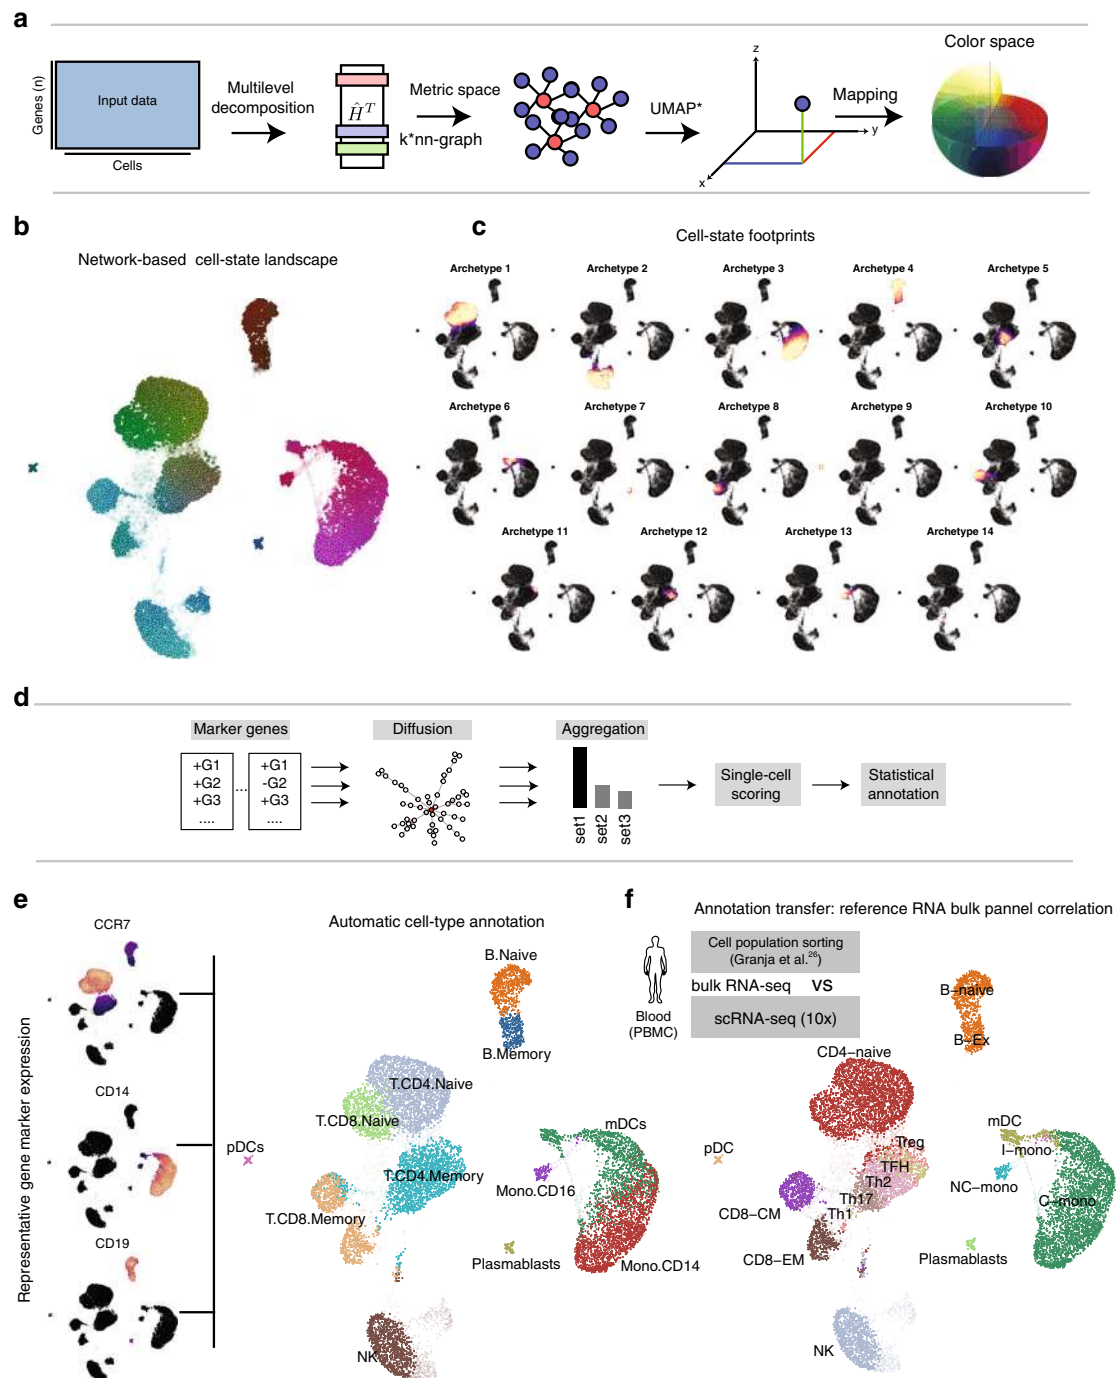 a
Genes (n)
Input data
Cells
Multilevel
decomposition
Ĥ^T
Metric space
k*nn-graph
UMAP*
z
y
x
Mapping
Color space
b
Network-based cell-state landscape
c
Cell-state footprints
Archetype 1
Archetype 2
Archetype 3
Archetype 4
Archetype 5
Archetype 6
Archetype 7
Archetype 8
Archetype 9
Archetype 10
Archetype 11
Archetype 12
Archetype 13
Archetype 14
d
Marker genes
+G1
+G2
+G3
....
...
+G1
-G2
+G3
....
Diffusion
Aggregation
set1
set2
set3
Single-cell
scoring
Statistical
annotation
e
Representative gene marker expression
CCR7
CD14
CD19
Automatic cell-type annotation
B.Naive
B.Memory
T.CD4.Naive
T.CD8.Naive
pDCs
T.CD4.Memory
T.CD8.Memory
mDCs
Mono.CD16
Plasmablasts
Mono.CD14
NK
f
Annotation transfer: reference RNA bulk pannel correlation
Cell population sorting
(Granja et al.26)
bulk RNA-seq VS
scRNA-seq (10x)
Blood
(PBMC)
B-naive
B-Ex
CD4-naive
pDC
Treg
TFH
Th2
Th17
Th1
CD8-CM
CD8-EM
mDC
I-mono
NC-mono
C-mono
Plasmablasts
NK